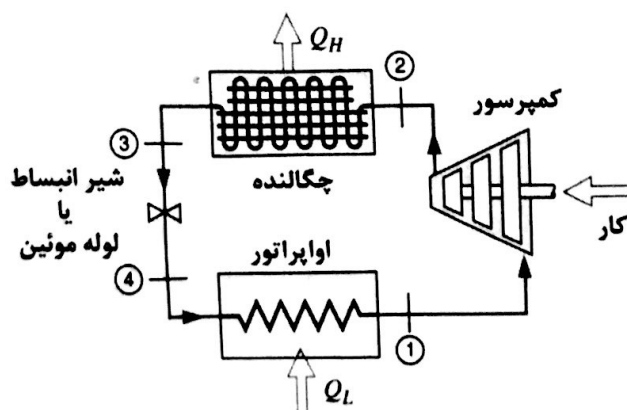 Q_H
②
کمپرسور
③
چگالنده
شیر انبساط
یا
لوله موئین
کار
اواپراتور
④
①
Q_L